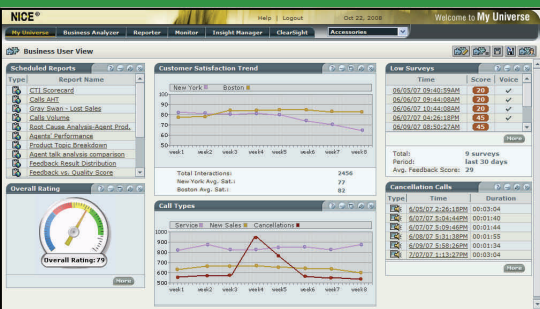 NICE®
Help | Logout
Oct 22, 2008
Welcome to My Universe
My Universe Business Analyzer Reporter Monitor Insight Manager ClearSight Accessories
Business User View
Scheduled Reports
Type Report Name
CTI Scorecard
Calls AHT
Gray Swan - Lost Sales
Calls Volume
Root Cause Analysis-Agent Prod.
Agents' Performance
Product Topic Breakdown
Agent talk analysis comparison
Feedback Result Distribution
Feedback vs. Quality Score
Overall Rating
Overall Rating:79
More
Customer Satisfaction Trend
New York Boston
100
90
80
70
60
50
week1 week2 week3 week4 week5 week6 week7 week8
Total Interactions: 2456
New York Avg. Sat.: 77
Boston Avg. Sat.: 82
Call Types
Service New Sales Cancellations
1000
900
800
700
600
500
week1 week2 week3 week4 week5 week6 week7 week8
Low Surveys
Time Score Voice
06/05/07 09:40:59AM 20
06/05/07 09:44:08AM 20
06/05/07 10:44:08AM 20
06/05/07 04:26:18PM 45
06/05/07 08:50:27AM 45
More
Total: 9 surveys
Period: last 30 days
Avg. Feedback Score: 29
Cancellation Calls
Type Time Duration
6/05/07 2:26:18PM 00:03:04
6/07/07 5:04:44PM 00:01:40
6/07/07 5:09:46PM 00:01:44
6/08/07 5:31:38PM 00:01:55
6/09/07 5:58:26PM 00:01:34
7/07/07 1:13:27PM 00:03:04
More